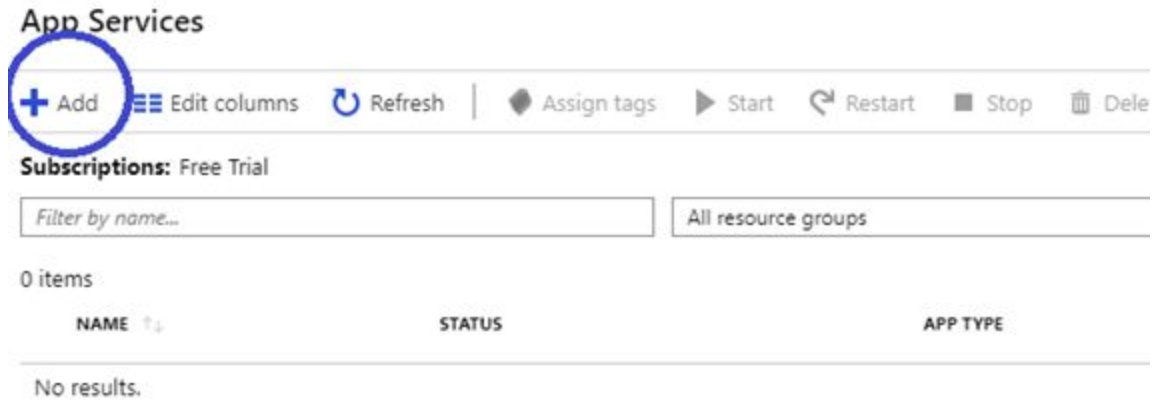 App Services
Add Edit columns Refresh Assign tags Start Restart Stop Dele
Subscriptions: Free Trial
Filter by name... All resource groups
0 items
NAME STATUS APP TYPE
No results.